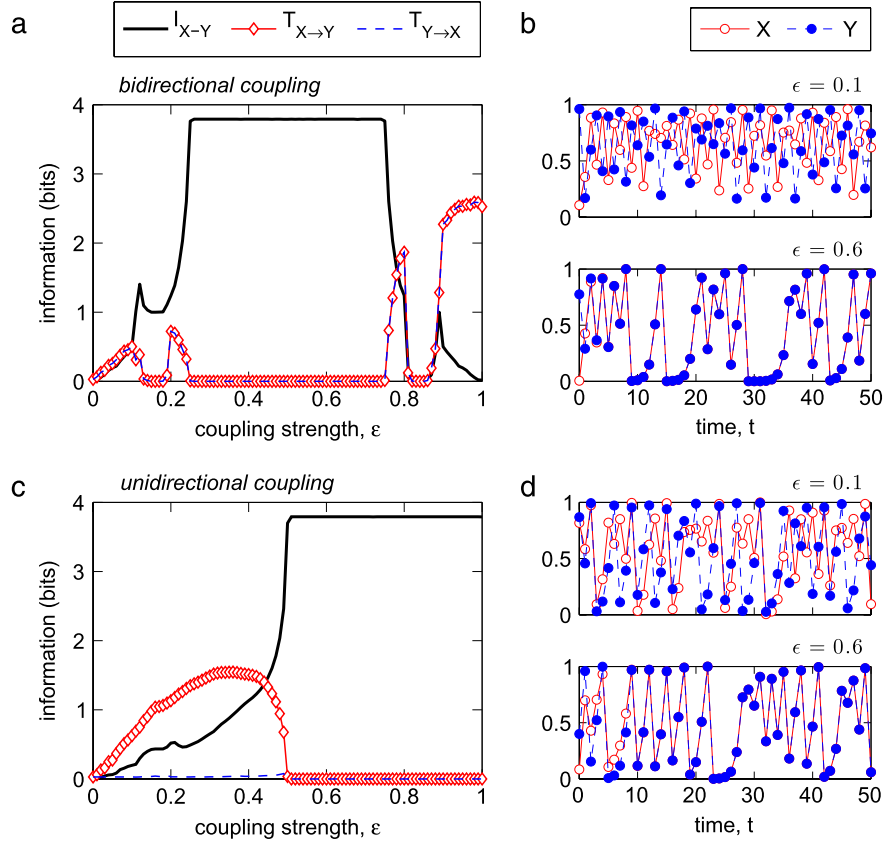 a
I_X−Y T_X→Y T_Y→X
bidirectional coupling
4
3
2
1
0
information (bits)
0 0.2 0.4 0.6 0.8 1
coupling strength, ε
b
X Y
ϵ = 0.1
1
0.5
0
ϵ = 0.6
1
0.5
0
0 10 20 30 40 50
time, t
c
unidirectional coupling
4
3
2
1
0
information (bits)
0 0.2 0.4 0.6 0.8 1
coupling strength, ε
d
ϵ = 0.1
1
0.5
0
ϵ = 0.6
1
0.5
0
0 10 20 30 40 50
time, t